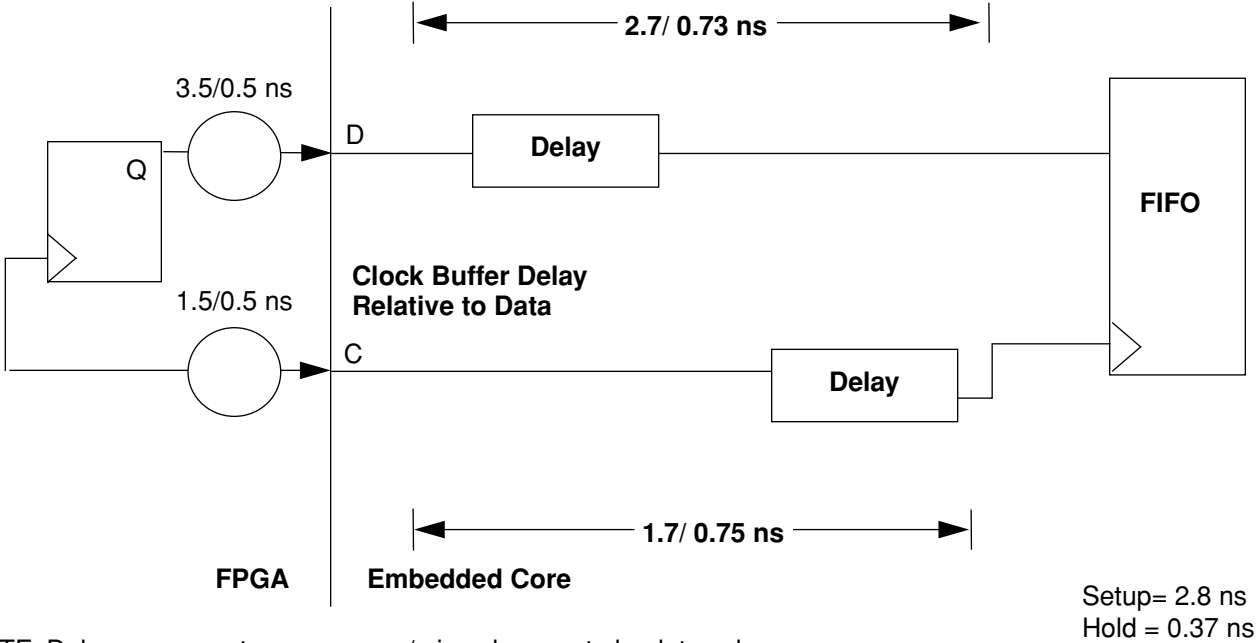 2.7/ 0.73 ns
3.5/0.5 ns
D
Delay
Q
FIFO
Clock Buffer Delay
Relative to Data
1.5/0.5 ns
C
Delay
1.7/ 0.75 ns
FPGA
Embedded Core
Setup= 2.8 ns
Hold = 0.37 ns